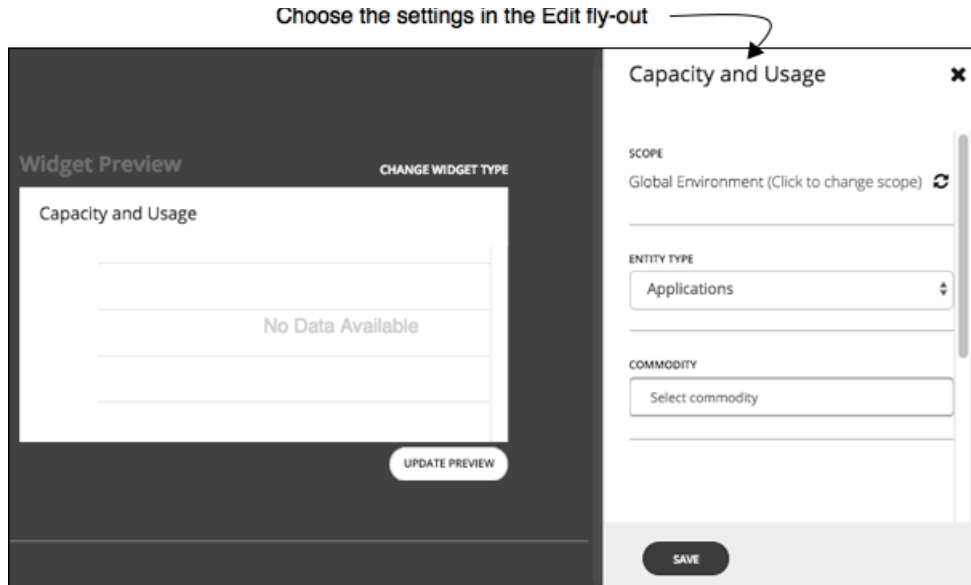 Choose the settings in the Edit fly-out
Widget Preview
CHANGE WIDGET TYPE
Capacity and Usage
No Data Available
UPDATE PREVIEW
Capacity and Usage
SCOPE
Global Environment (Click to change scope)
ENTITY TYPE
Applications
COMMODITY
Select commodity
SAVE